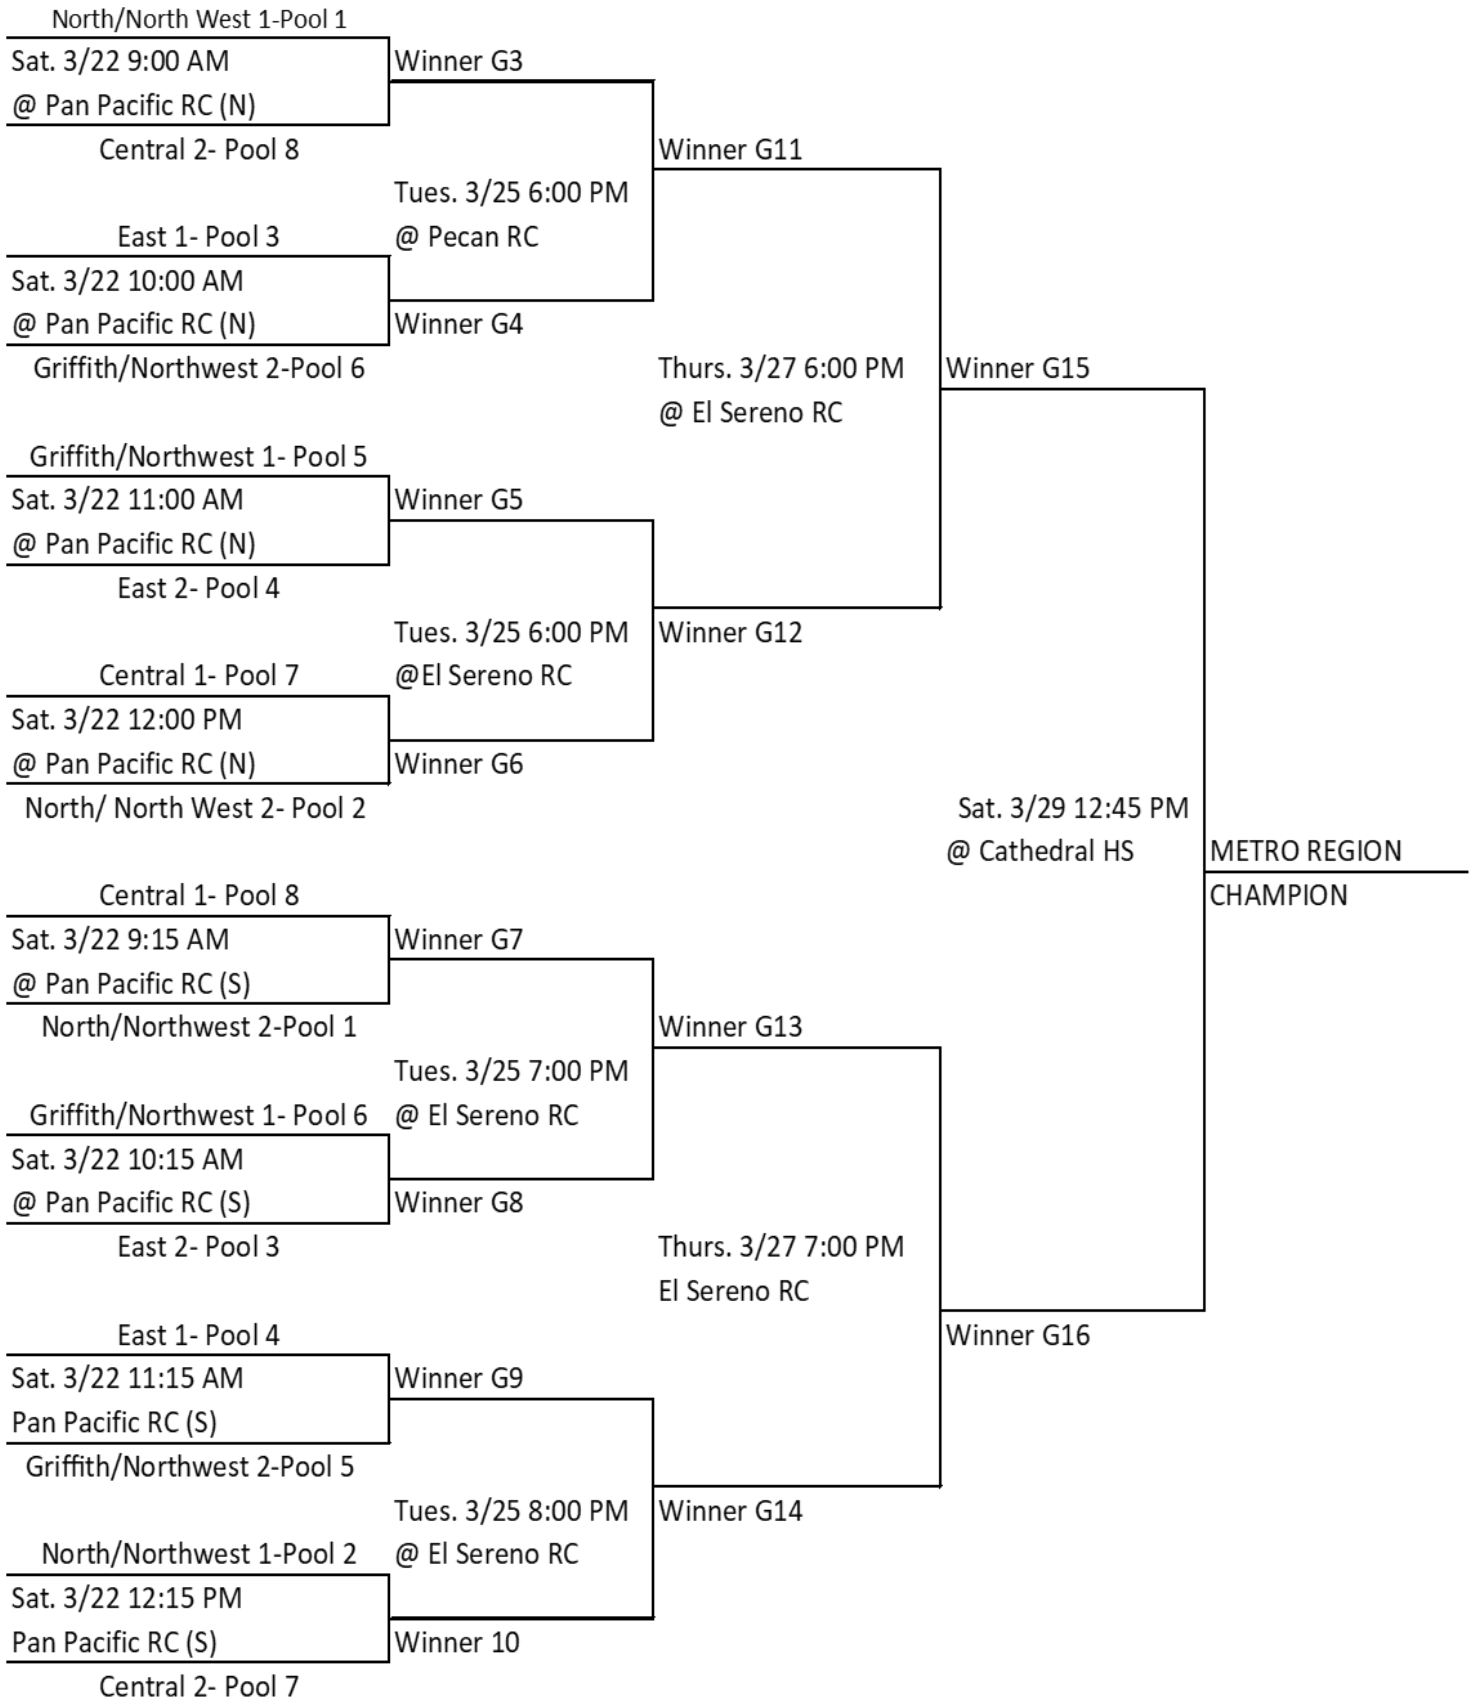 North/North West 1-Pool 1
Sat. 3/22 9:00 AM
Winner G3
@ Pan Pacific RC (N)
Central 2- Pool 8
Winner G11
Tues. 3/25 6:00 PM
East 1- Pool 3
@ Pecan RC
Sat. 3/22 10:00 AM
@ Pan Pacific RC (N)
Winner G4
Griffith/Northwest 2-Pool 6
Thurs. 3/27 6:00 PM
Winner G15
@ El Sereno RC
Griffith/Northwest 1- Pool 5
Sat. 3/22 11:00 AM
Winner G5
@ Pan Pacific RC (N)
East 2- Pool 4
Tues. 3/25 6:00 PM
Winner G12
Central 1- Pool 7
@El Sereno RC
Sat. 3/22 12:00 PM
@ Pan Pacific RC (N)
Winner G6
North/ North West 2- Pool 2
Sat. 3/29 12:45 PM
@ Cathedral HS
METRO REGION
CHAMPION
Central 1- Pool 8
Sat. 3/22 9:15 AM
Winner G7
@ Pan Pacific RC (S)
North/Northwest 2-Pool 1
Winner G13
Tues. 3/25 7:00 PM
Griffith/Northwest 1- Pool 6
@ El Sereno RC
Sat. 3/22 10:15 AM
@ Pan Pacific RC (S)
Winner G8
East 2- Pool 3
Thurs. 3/27 7:00 PM
El Sereno RC
East 1- Pool 4
Winner G16
Sat. 3/22 11:15 AM
Winner G9
Pan Pacific RC (S)
Griffith/Northwest 2-Pool 5
Tues. 3/25 8:00 PM
Winner G14
North/Northwest 1-Pool 2
@ El Sereno RC
Sat. 3/22 12:15 PM
Pan Pacific RC (S)
Winner 10
Central 2- Pool 7